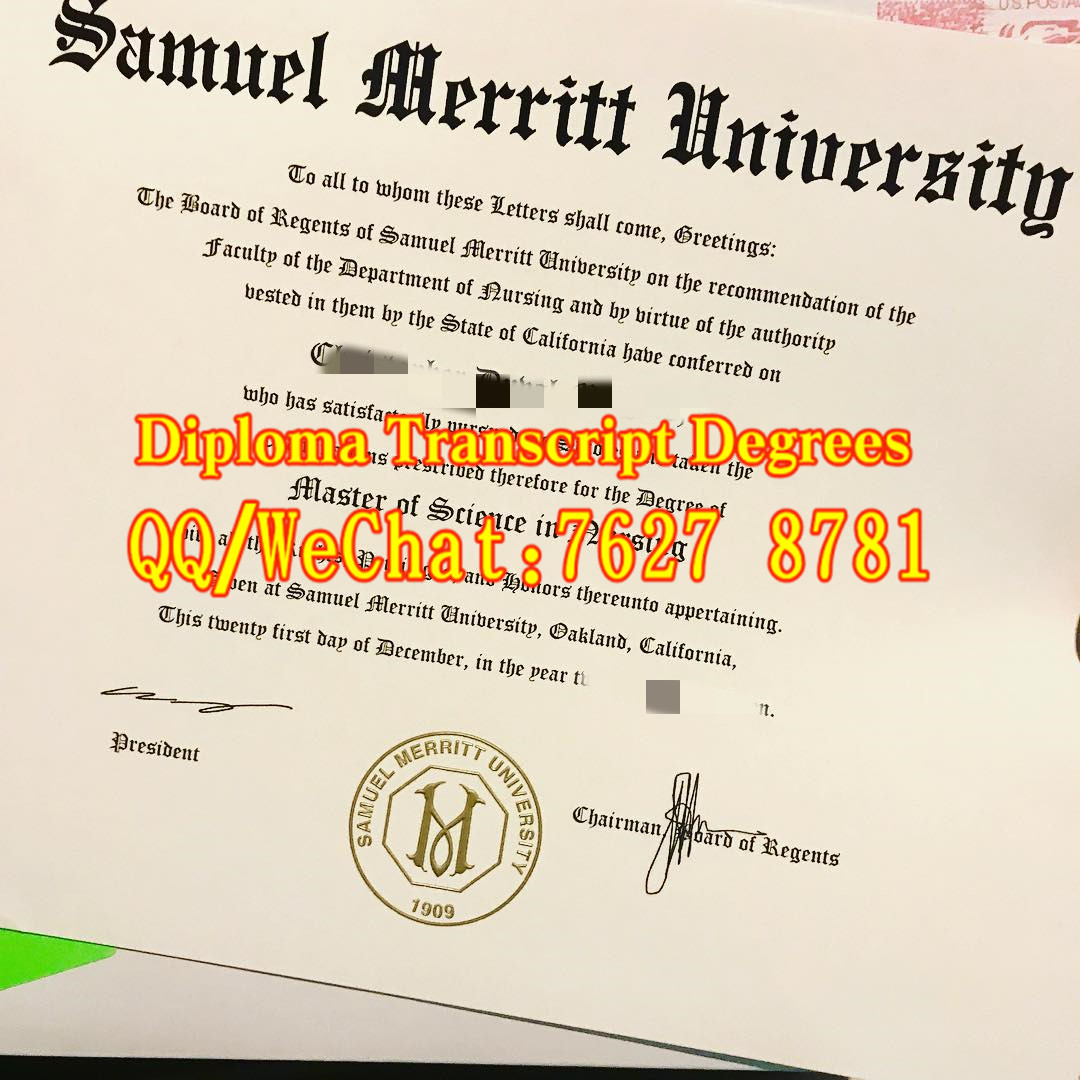 U.S. POSTA
Samuel Merritt University
To all to whom these Letters shall come, Greetings:
The Board of Regents of Samuel Merritt University on the recommendation of the
Faculty of the Department of Nursing and by virtue of the authority
vested in them by the State of California have conferred on
who has the
Diploma Transcript Degrees
prescribed therefore for the Degree of
Master of Science in Nursing
QQ/WeChat:7627 8781
Honors thereunto appertaining.
at Samuel Merritt University, Oakland, California,
This twenty first day of December, in the year
President
SAMUEL MERRITT UNIVERSITY
M
1909
Chairman Board of Regents